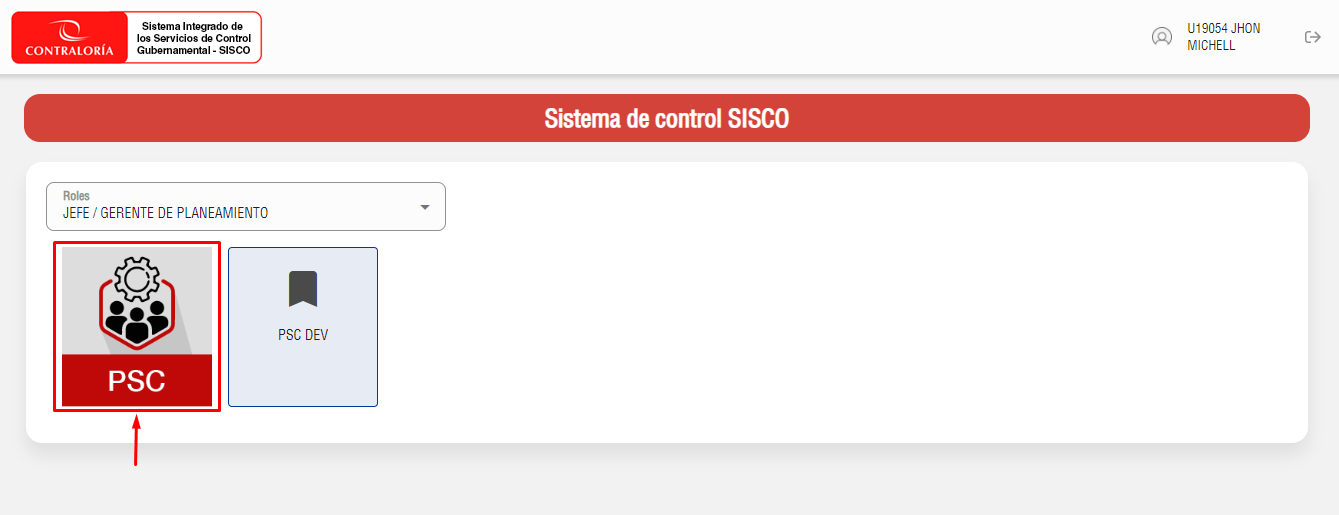 CONTRALORÍA
Sistema Integrado de
los Servicios de Control
Gubernamental - SISCO
U19054 JHON
MICHELL
Sistema de control SISCO
Roles
JEFE / GERENTE DE PLANEAMIENTO
PSC
PSC DEV